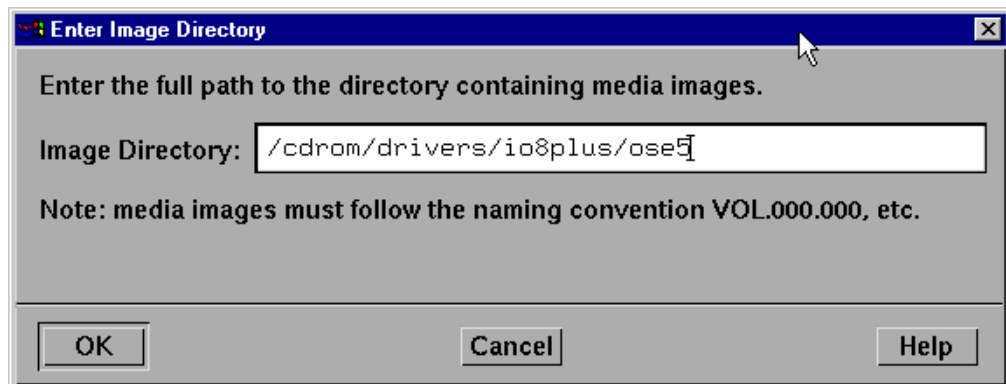 Enter Image Directory
Enter the full path to the directory containing media images.
Image Directory: /cdrom/drivers/io8plus/ose5
Note: media images must follow the naming convention VOL.000.000, etc.
OK Cancel Help